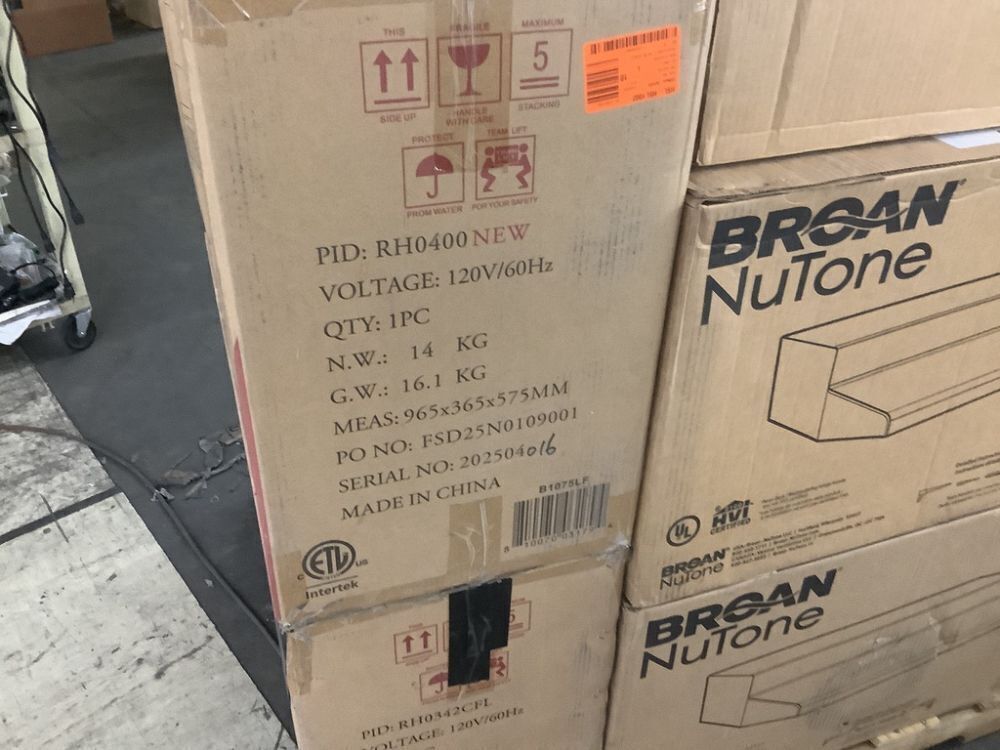 THIS
SIDE UP
FRAGILE
HANDLE
WITH CARE
MAXIMUM
5
STACKING
PROTECT
FROM WATER
TEAM LIFT
FOR YOUR SAFETY
PID: RH0400 NEW
VOLTAGE: 120V/60Hz
QTY: 1PC
N.W.: 14 KG
G.W.: 16.1 KG
MEAS: 965x365x575MM
PO NO: FSD25N0109001
SERIAL NO: 202504016
MADE IN CHINA
B1075LF
C ETL US
Intertek
BROAN
NuTone
UL
HVI
CERTIFIED
BROAN
NuTone
PID: RH0342CFL
VOLTAGE: 120V/60Hz
BROAN
NuTone